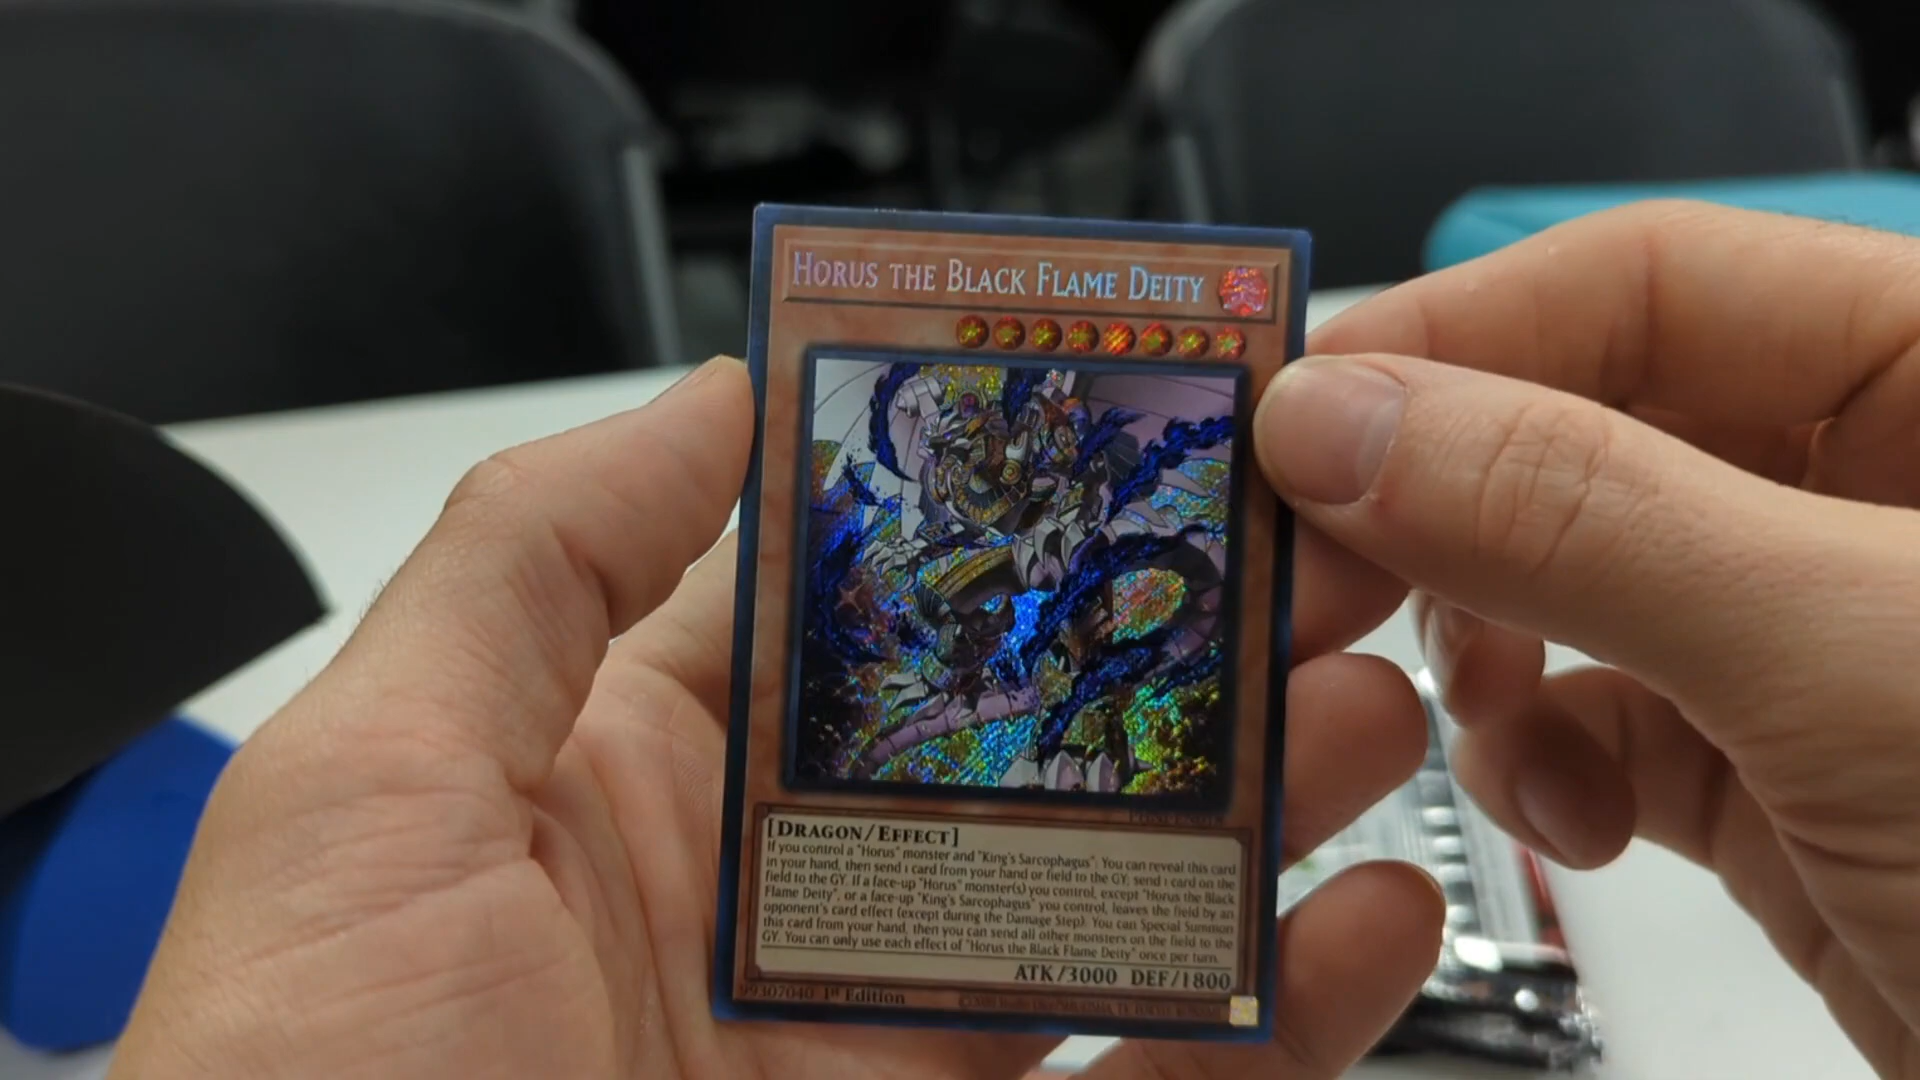 HORUS THE BLACK FLAME DEITY
[DRAGON/EFFECT]
If you control a "Horus" monster and "King's Sarcophagus": You can reveal this card
in your hand, then send 1 card from your hand or field to the GY; send 1 card on the
field to the GY. If a face-up "Horus" monster(s) you control, except "Horus the Black
Flame Deity", or a face-up "King's Sarcophagus" you control, leaves the field by an
opponent's card effect (except during the Damage Step): You can Special Summon
this card from your hand, then you can send all other monsters on the field to the
GY. You can only use each effect of "Horus the Black Flame Deity" once per turn.
ATK/3000 DEF/1800
99307040 1st Edition